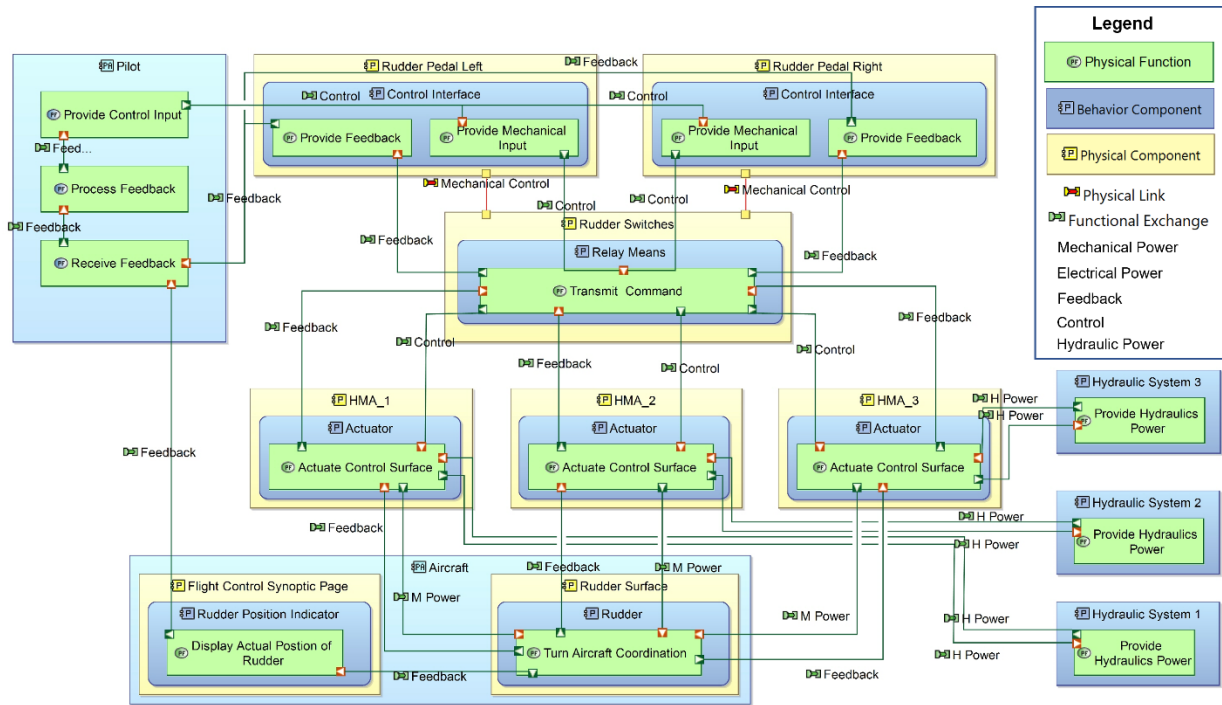 Legend
Physical Function
Behavior Component
Physical Component
Physical Link
Functional Exchange
Mechanical Power
Electrical Power
Feedback
Control
Hydraulic Power
Pilot
Provide Control Input
Feed...
Process Feedback
Feedback
Receive Feedback
Rudder Pedal Left
Control Interface
Control
Provide Feedback
Provide Mechanical
Input
Feedback
Rudder Pedal Right
Control Interface
Control
Provide Mechanical
Input
Provide Feedback
Feedback
Mechanical Control
Mechanical Control
Control
Control
Feedback
Feedback
Rudder Switches
Relay Means
Transmit Command
Feedback
Control
Feedback
Control
Control
Feedback
HMA_1
Actuator
Actuate Control Surface
HMA_2
Actuator
Actuate Control Surface
HMA_3
Actuator
Actuate Control Surface
H Power
H Power
Hydraulic System 3
Provide Hydraulics
Power
Hydraulic System 2
Provide Hydraulics
Power
Hydraulic System 1
Provide
Hydraulics Power
H Power
H Power
H Power
H Power
Feedback
Feedback
Feedback
M Power
M Power
M Power
Aircraft
Flight Control Synoptic Page
Rudder Position Indicator
Display Actual Postion of
Rudder
Rudder Surface
Rudder
Turn Aircraft Coordination
Feedback
Feedback